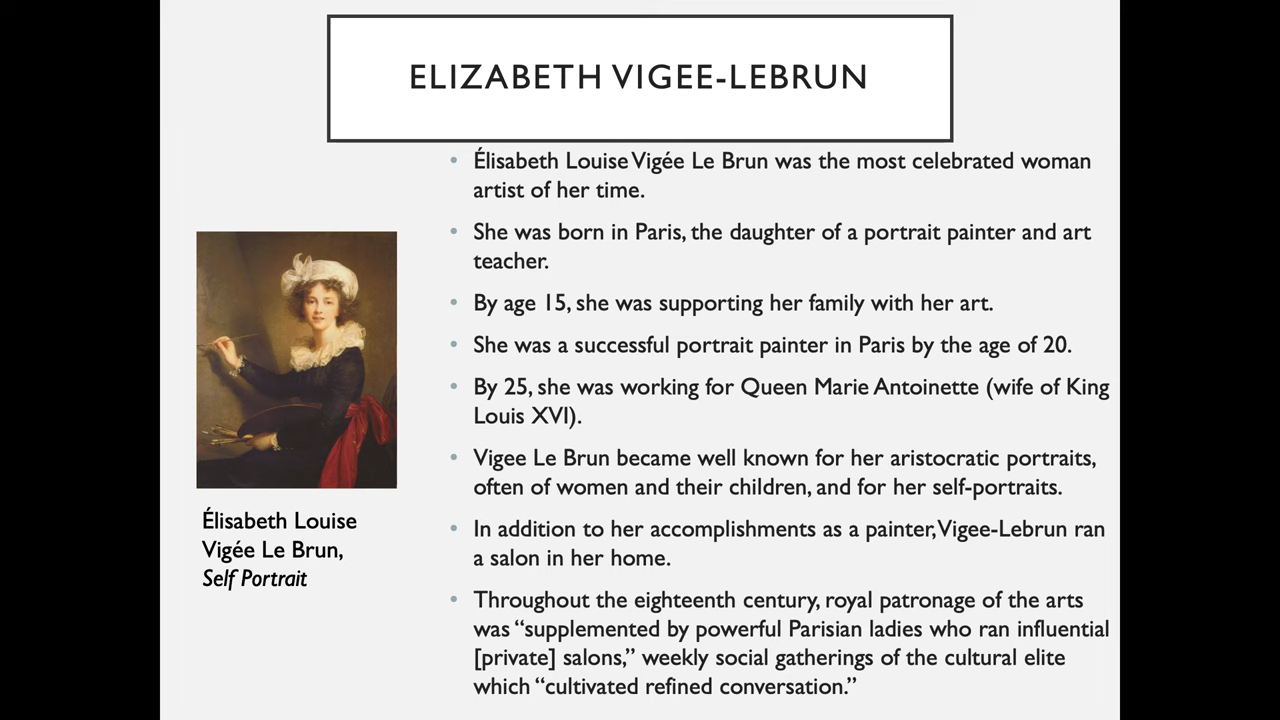 ELIZABETH VIGEE-LEBRUN
• Élisabeth Louise Vigée Le Brun was the most celebrated woman
artist of her time.
• She was born in Paris, the daughter of a portrait painter and art
teacher.
• By age 15, she was supporting her family with her art.
• She was a successful portrait painter in Paris by the age of 20.
• By 25, she was working for Queen Marie Antoinette (wife of King
Louis XVI).
• Vigee Le Brun became well known for her aristocratic portraits,
often of women and their children, and for her self-portraits.
• In addition to her accomplishments as a painter, Vigee-Lebrun ran
a salon in her home.
• Throughout the eighteenth century, royal patronage of the arts
was “supplemented by powerful Parisian ladies who ran influential
[private] salons,” weekly social gatherings of the cultural elite
which “cultivated refined conversation.”
Élisabeth Louise
Vigée Le Brun,
Self Portrait